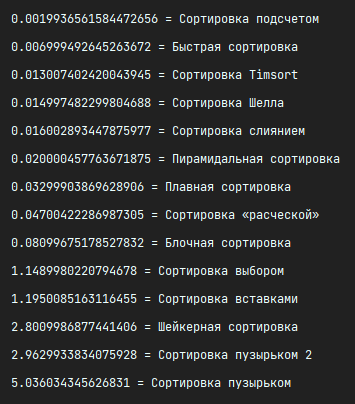 0.0019936561584472656 = Сортировка подсчетом
0.006999492645263672 = Быстрая сортировка
0.013007402420043945 = Сортировка Timsort
0.014997482299804688 = Сортировка Шелла
0.016002893447875977 = Сортировка слиянием
0.020000457763671875 = Пирамидальная сортировка
0.03299903869628906 = Плавная сортировка
0.04700422286987305 = Сортировка «расческой»
0.08099675178527832 = Блочная сортировка
1.1489980220794678 = Сортировка выбором
1.1950085163116455 = Сортировка вставками
2.8009986877441406 = Шейкерная сортировка
2.9629933834075928 = Сортировка пузырьком 2
5.036034345626831 = Сортировка пузырьком